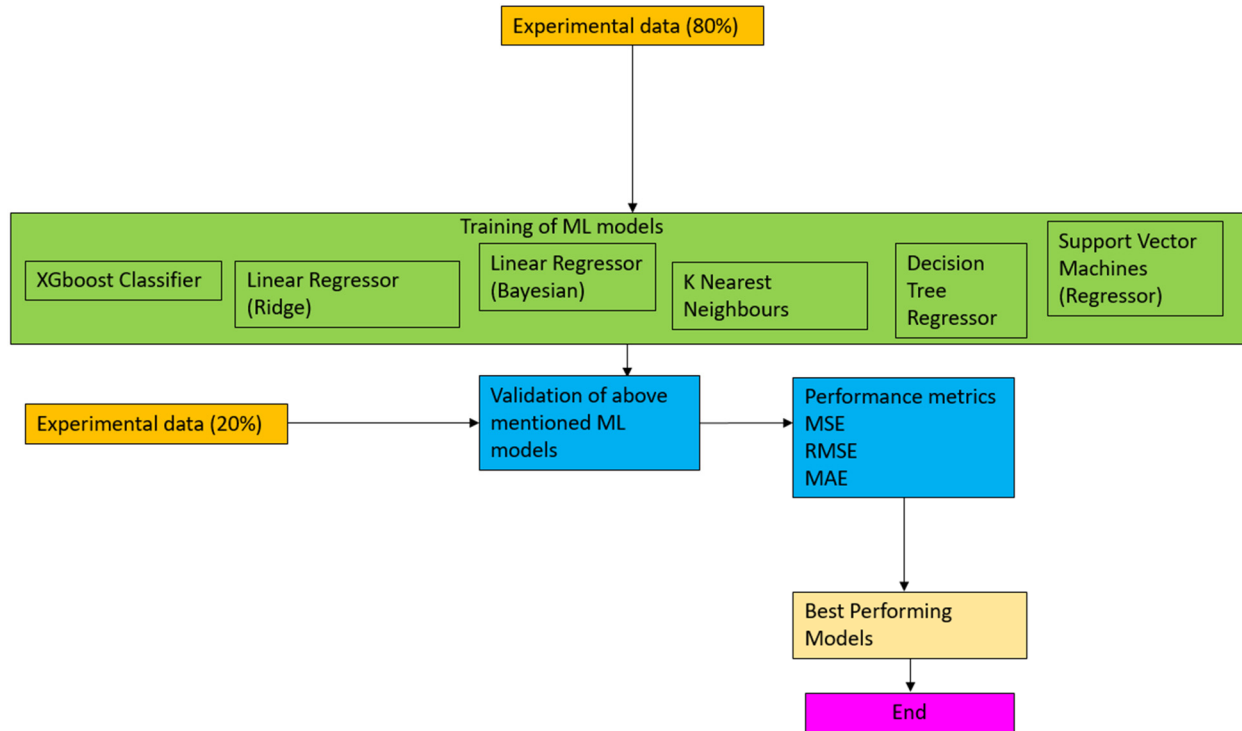 Experimental data (80%)
Training of ML models
XGboost Classifier
Linear Regressor
(Ridge)
Linear Regressor
(Bayesian)
K Nearest
Neighbours
Decision
Tree
Regressor
Support Vector
Machines
(Regressor)
Experimental data (20%)
Validation of above
mentioned ML
models
Performance metrics
MSE
RMSE
MAE
Best Performing
Models
End